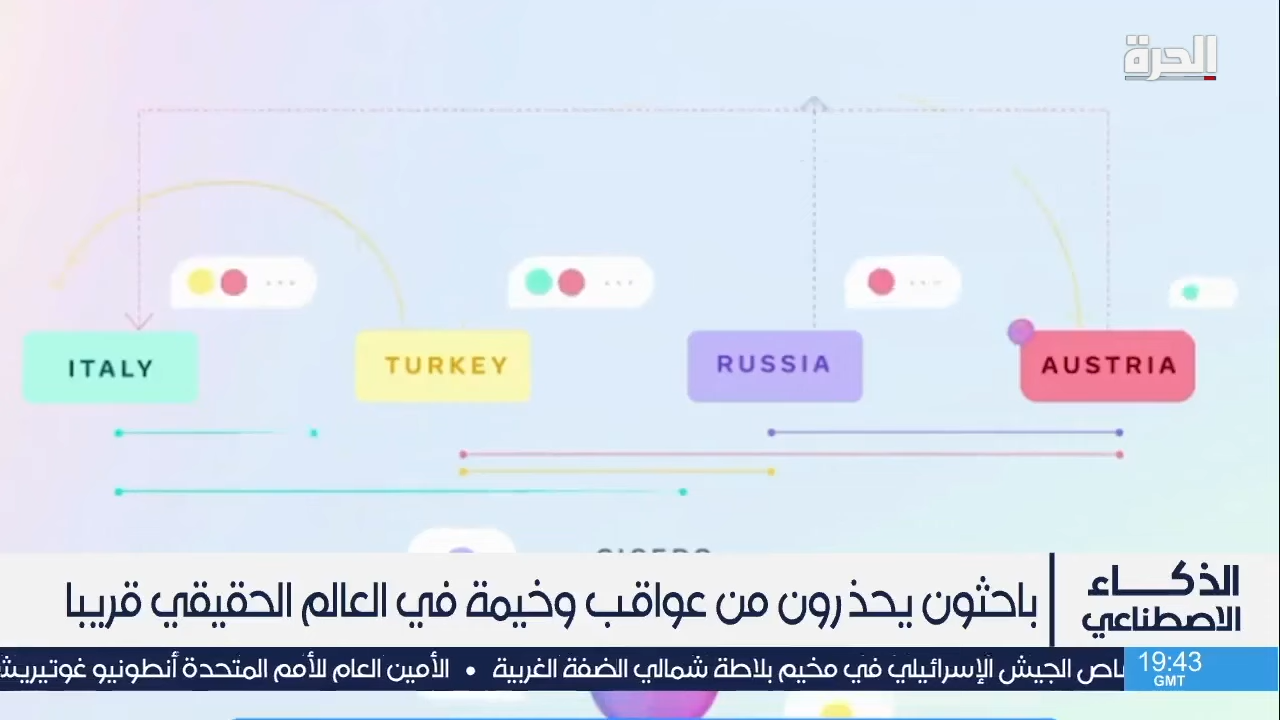 الحرة
ITALY
TURKEY
RUSSIA
AUSTRIA
CICERO
الذكاء
الاصطناعي
باحثون يحذرون من عواقب وخيمة في العالم الحقيقي قريبا
الجيش الإسرائيلي في مخيم بلاطة شمالي الضفة الغربية • الأمين العام للأمم المتحدة أنطونيو غوتيريش
19:43
GMT